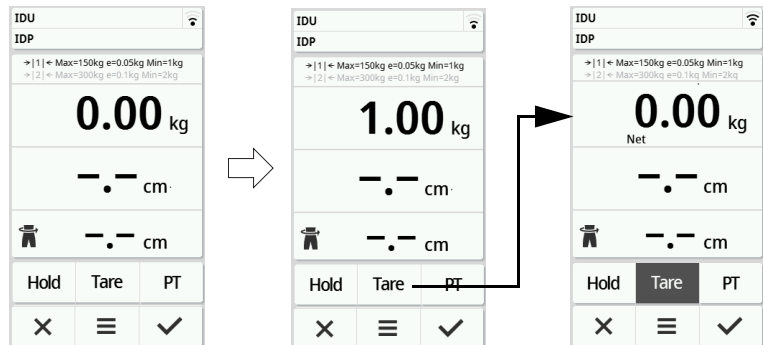 IDU
IDP
→|1|← Max=150kg e=0.05kg Min=1kg
→|2|← Max=300kg e=0.1kg Min=2kg
0.00 kg
–.– cm
–.– cm
Hold Tare PT
IDU
IDP
→|1|← Max=150kg e=0.05kg Min=1kg
→|2|← Max=300kg e=0.1kg Min=2kg
1.00 kg
–.– cm
–.– cm
Hold Tare PT
IDU
IDP
→|1|← Max=150kg e=0.05kg Min=1kg
→|2|← Max=300kg e=0.1kg Min=2kg
0.00 kg
Net
–.– cm
–.– cm
Hold Tare PT